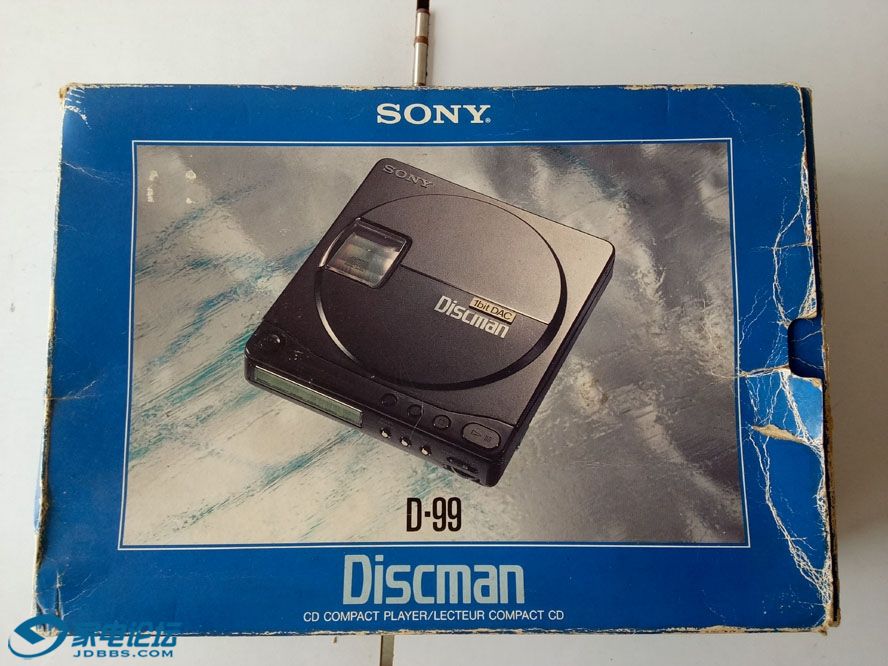 SONY®
SONY
1bit DAC
Discman
D-99
Discman
CD COMPACT PLAYER/LECTEUR COMPACT CD
家电论坛
JDBBS.COM